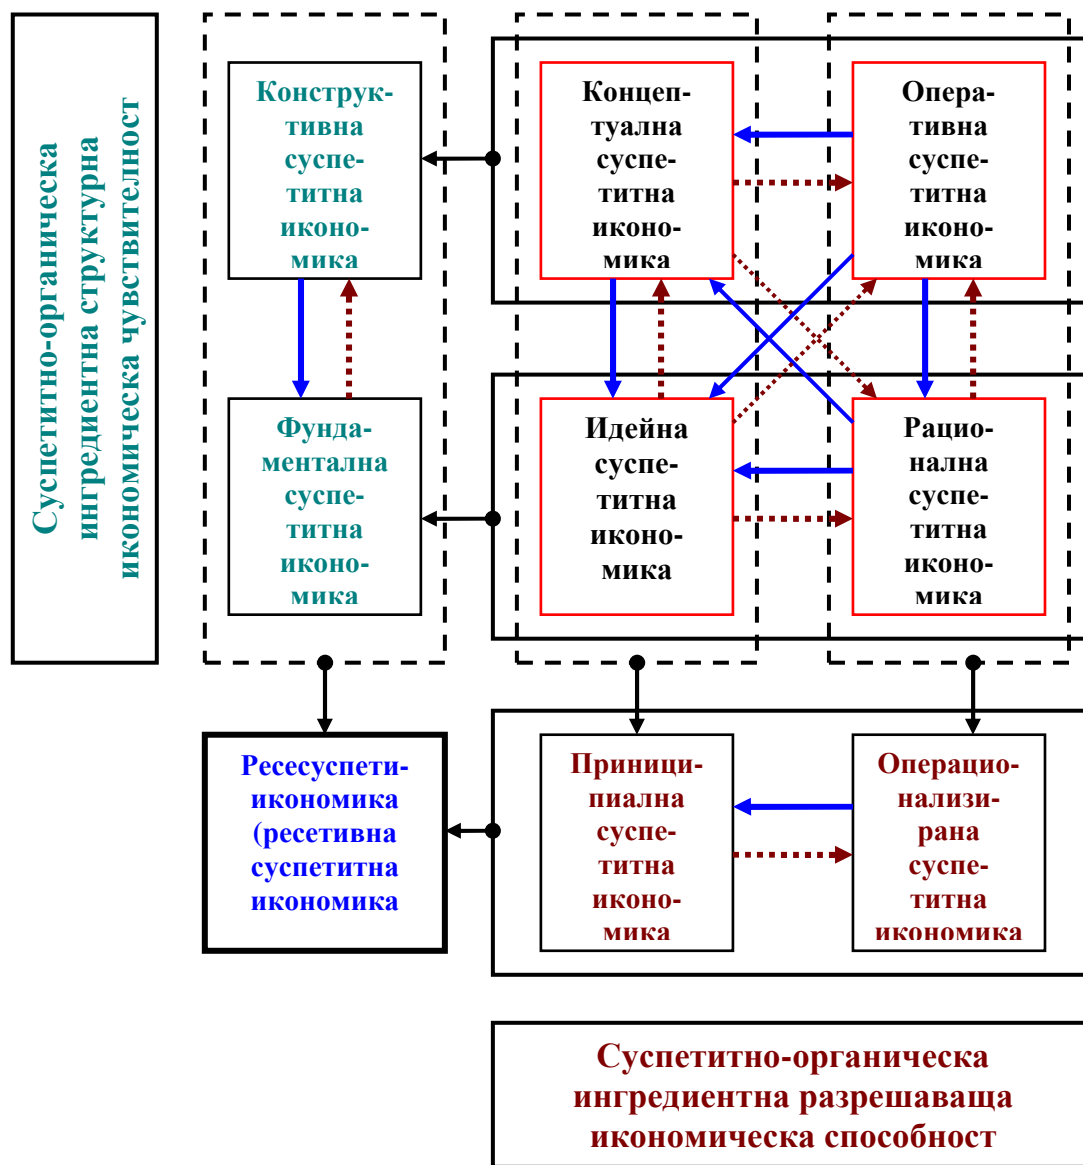 Суспетитно-органическа
ингредиентна структурна
икономическа чувствителност
Конструк-
тивна
суспе-
титна
иконо-
мика
Концеп-
туална
суспе-
титна
иконо-
мика
Опера-
тивна
суспе-
титна
иконо-
мика
Фунда-
ментална
суспе-
титна
иконо-
мика
Идейна
суспе-
титна
иконо-
мика
Рацио-
нална
суспе-
титна
иконо-
мика
Ресесуспети-
икономика
(ресетивна
суспетитна
икономика
Приници-
пиална
суспе-
титна
иконо-
мика
Операцио-
нализи-
рана
суспе-
титна
икономика
Суспетитно-органическа
ингредиентна разрешаваща
икономическа способност